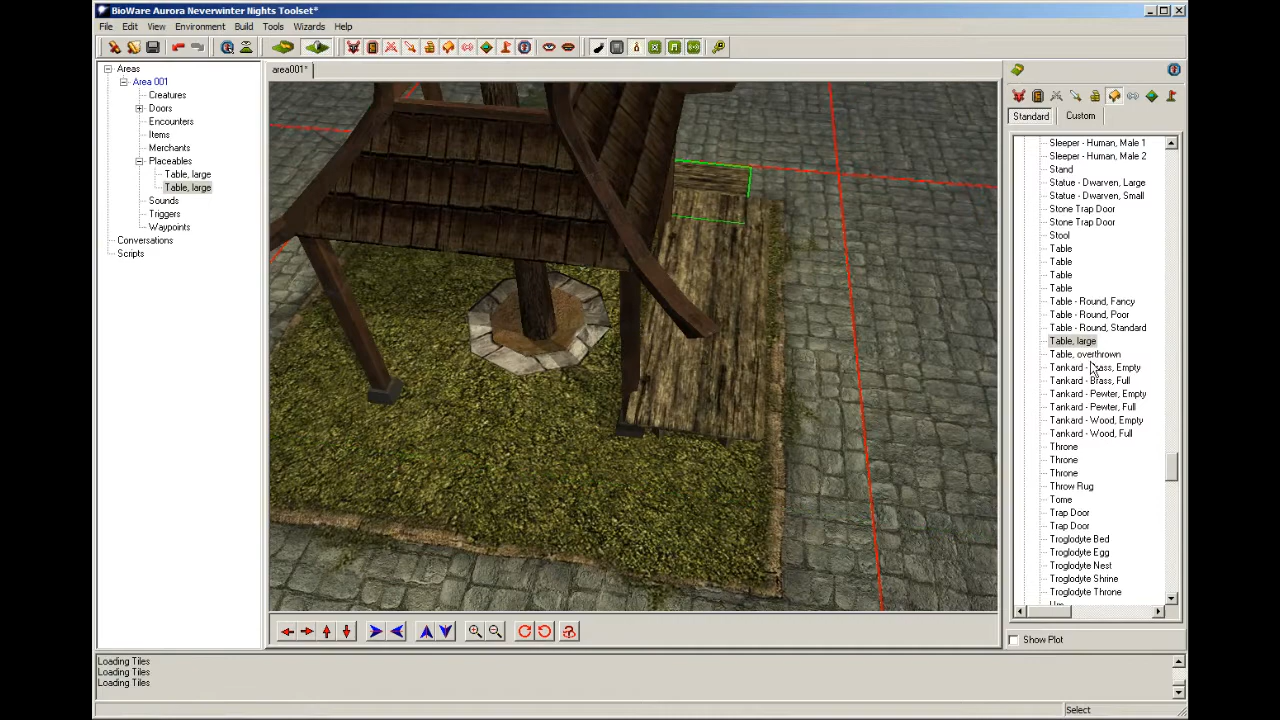 BioWare Aurora Neverwinter Nights Toolset*
File Edit View Environment Build Tools Wizards Help
area001*
Areas
Area 001
Creatures
Doors
Encounters
Items
Merchants
Placeables
Table, large
Table, large
Sounds
Triggers
Waypoints
Conversations
Scripts
Standard Custom
Sleeper - Human, Male 1
Sleeper - Human, Male 2
Stand
Statue - Dwarven, Large
Statue - Dwarven, Small
Stone Trap Door
Stone Trap Door
Stool
Table
Table
Table
Table
Table - Round, Fancy
Table - Round, Poor
Table - Round, Standard
Table, large
Table, overthrown
Tankard - Brass, Empty
Tankard - Brass, Full
Tankard - Pewter, Empty
Tankard - Pewter, Full
Tankard - Wood, Empty
Tankard - Wood, Full
Throne
Throne
Throne
Throw Rug
Tome
Trap Door
Trap Door
Troglodyte Bed
Troglodyte Egg
Troglodyte Nest
Troglodyte Shrine
Troglodyte Throne
Show Plot
Loading Tiles
Loading Tiles
Loading Tiles
Select